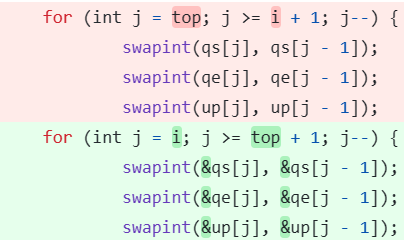 for (int j = top; j >= i + 1; j--) {
swapint(qs[j], qs[j - 1]);
swapint(qe[j], qe[j - 1]);
swapint(up[j], up[j - 1]);
for (int j = i; j >= top + 1; j--) {
swapint(&qs[j], &qs[j - 1]);
swapint(&qe[j], &qe[j - 1]);
swapint(&up[j], &up[j - 1]);